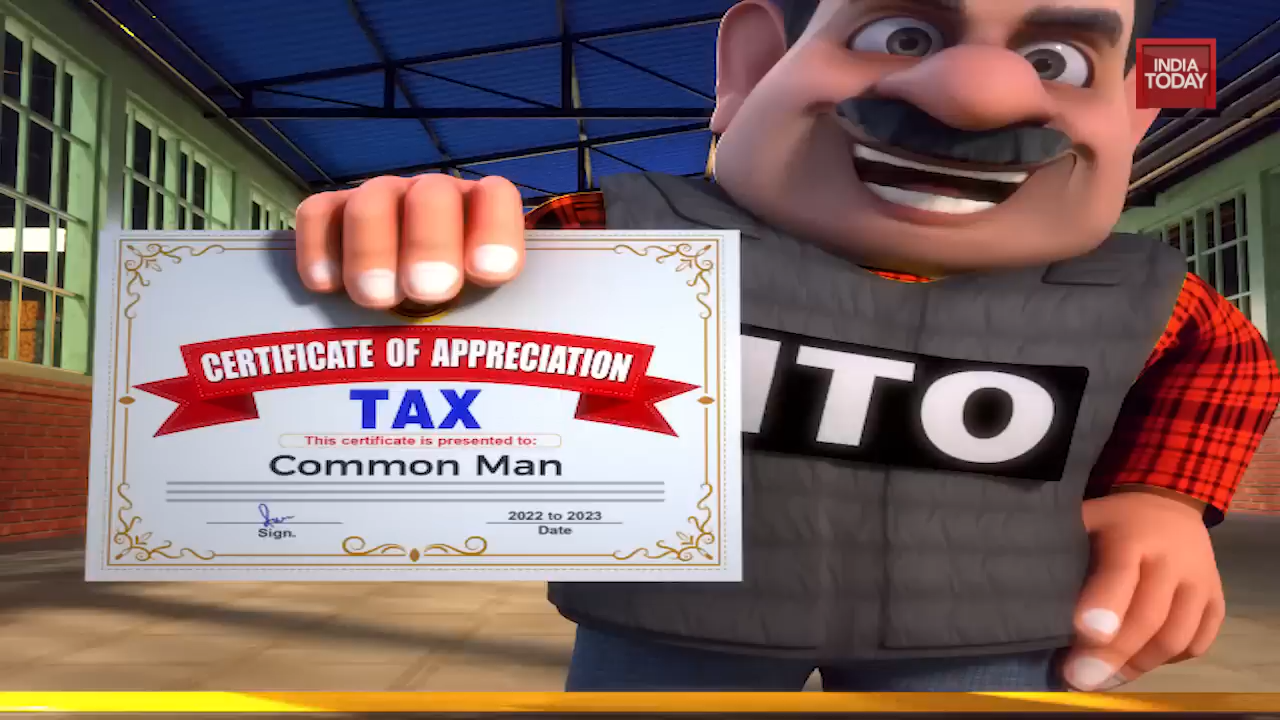 INDIA
TODAY
CERTIFICATE OF APPRECIATION
TAX
This certificate is presented to:
Common Man
2022 to 2023
Sign.
Date
ITO